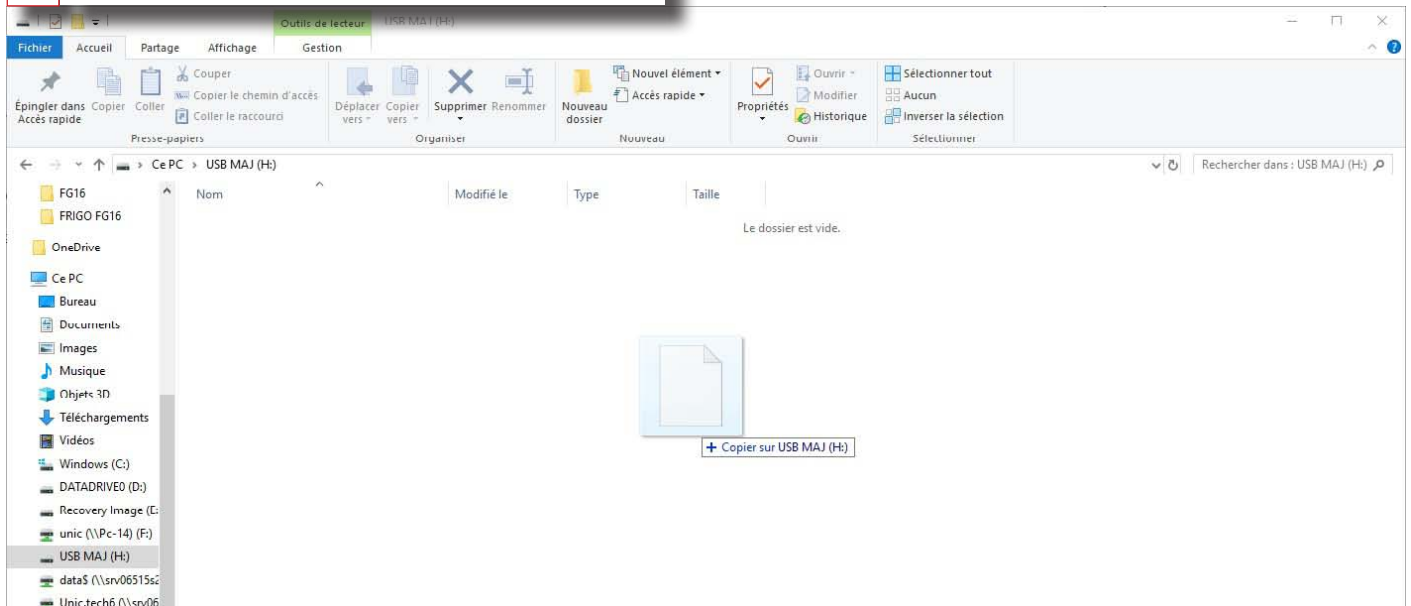 Outils de lecteur USB MAJ (H:)
Fichier Accueil Partage Affichage Gestion
Épingler dans Accès rapide
Copier
Coller
Couper
Copier le chemin d'accès
Coller le raccourci
Presse-papiers
Déplacer vers
Copier vers
Supprimer
Renommer
Organiser
Nouveau dossier
Nouvel élément
Accès rapide
Nouveau
Propriétés
Ouvrir
Modifier
Historique
Ouvrir
Sélectionner tout
Aucun
Inverser la sélection
Sélectionner
Ce PC > USB MAJ (H:)
Rechercher dans : USB MAJ (H:)
Nom Modifié le Type Taille
Le dossier est vide.
FG16
FRIGO FG16
OneDrive
Ce PC
Bureau
Documents
Images
Musique
Objets 3D
Téléchargements
Vidéos
Windows (C:)
DATADRIVE0 (D:)
Recovery Image (E:
unic (\\Pc-14) (F:)
USB MAJ (H:)
data$ (\\srv06515s2
Unic.tech6 (\\srv06
+ Copier sur USB MAJ (H:)